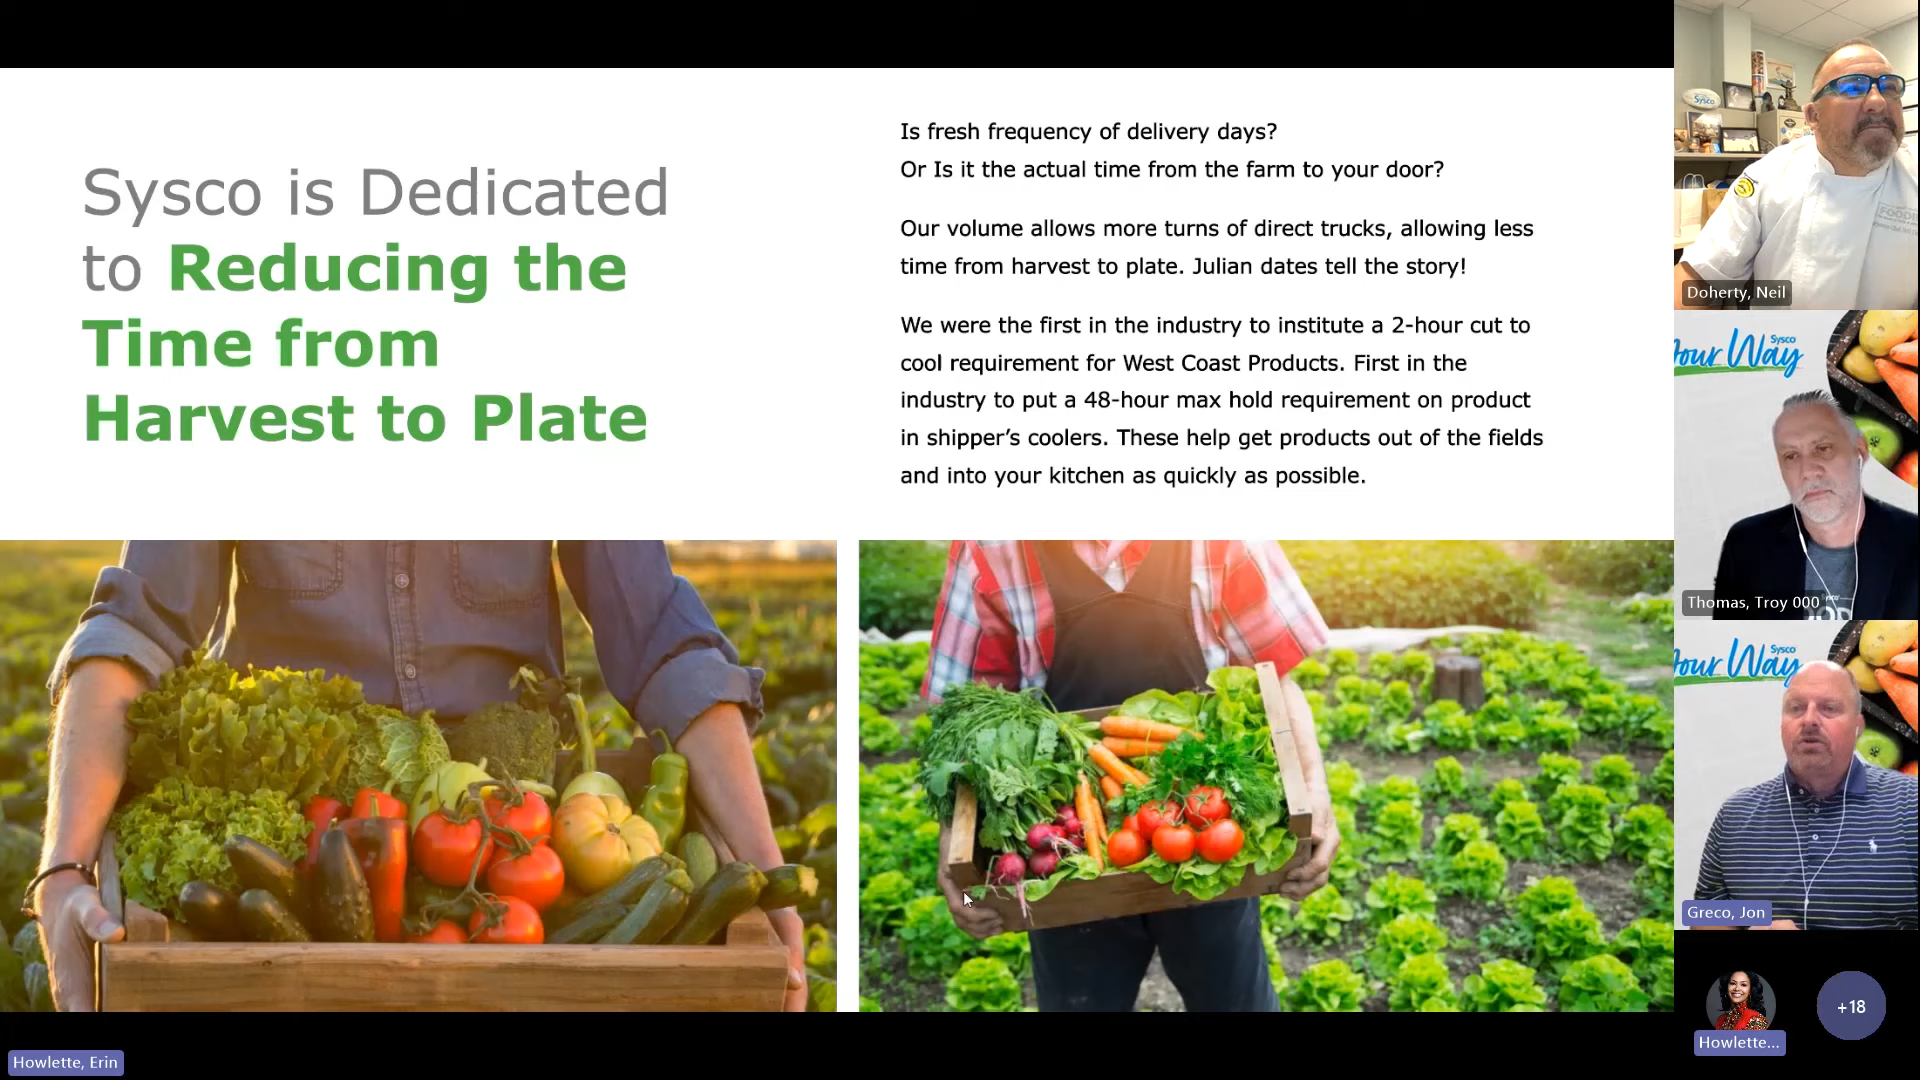 Sysco is Dedicated
to Reducing the
Time from
Harvest to Plate
Is fresh frequency of delivery days?
Or Is it the actual time from the farm to your door?
Our volume allows more turns of direct trucks, allowing less
time from harvest to plate. Julian dates tell the story!
We were the first in the industry to institute a 2-hour cut to
cool requirement for West Coast Products. First in the
industry to put a 48-hour max hold requirement on product
in shipper’s coolers. These help get products out of the fields
and into your kitchen as quickly as possible.
Sysco
FOODIE
Doherty, Neil
Sysco
our Way
Thomas, Troy 000
Sysco
our Way
Greco, Jon
Howlette...
+18
Howlette, Erin